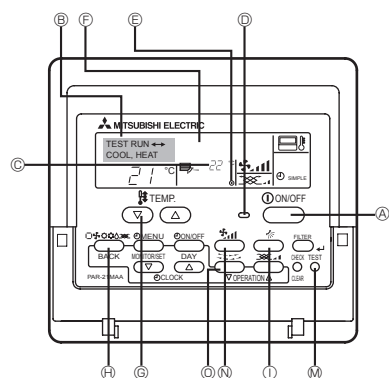 Ⓑ Ⓕ Ⓔ Ⓓ
MITSUBISHI ELECTRIC
TEST RUN ↔
COOL, HEAT
Ⓒ 21 °C 22 °C SIMPLE
TEMP. ON/OFF
▽ △ Ⓐ
MENU ON/OFF FILTER
BACK MONITOR/SET DAY CHECK TEST
▽ △
PAR-21MAA CLOCK ▽ OPERATION △ CLEAR
Ⓗ Ⓖ Ⓞ Ⓝ Ⓘ Ⓜ